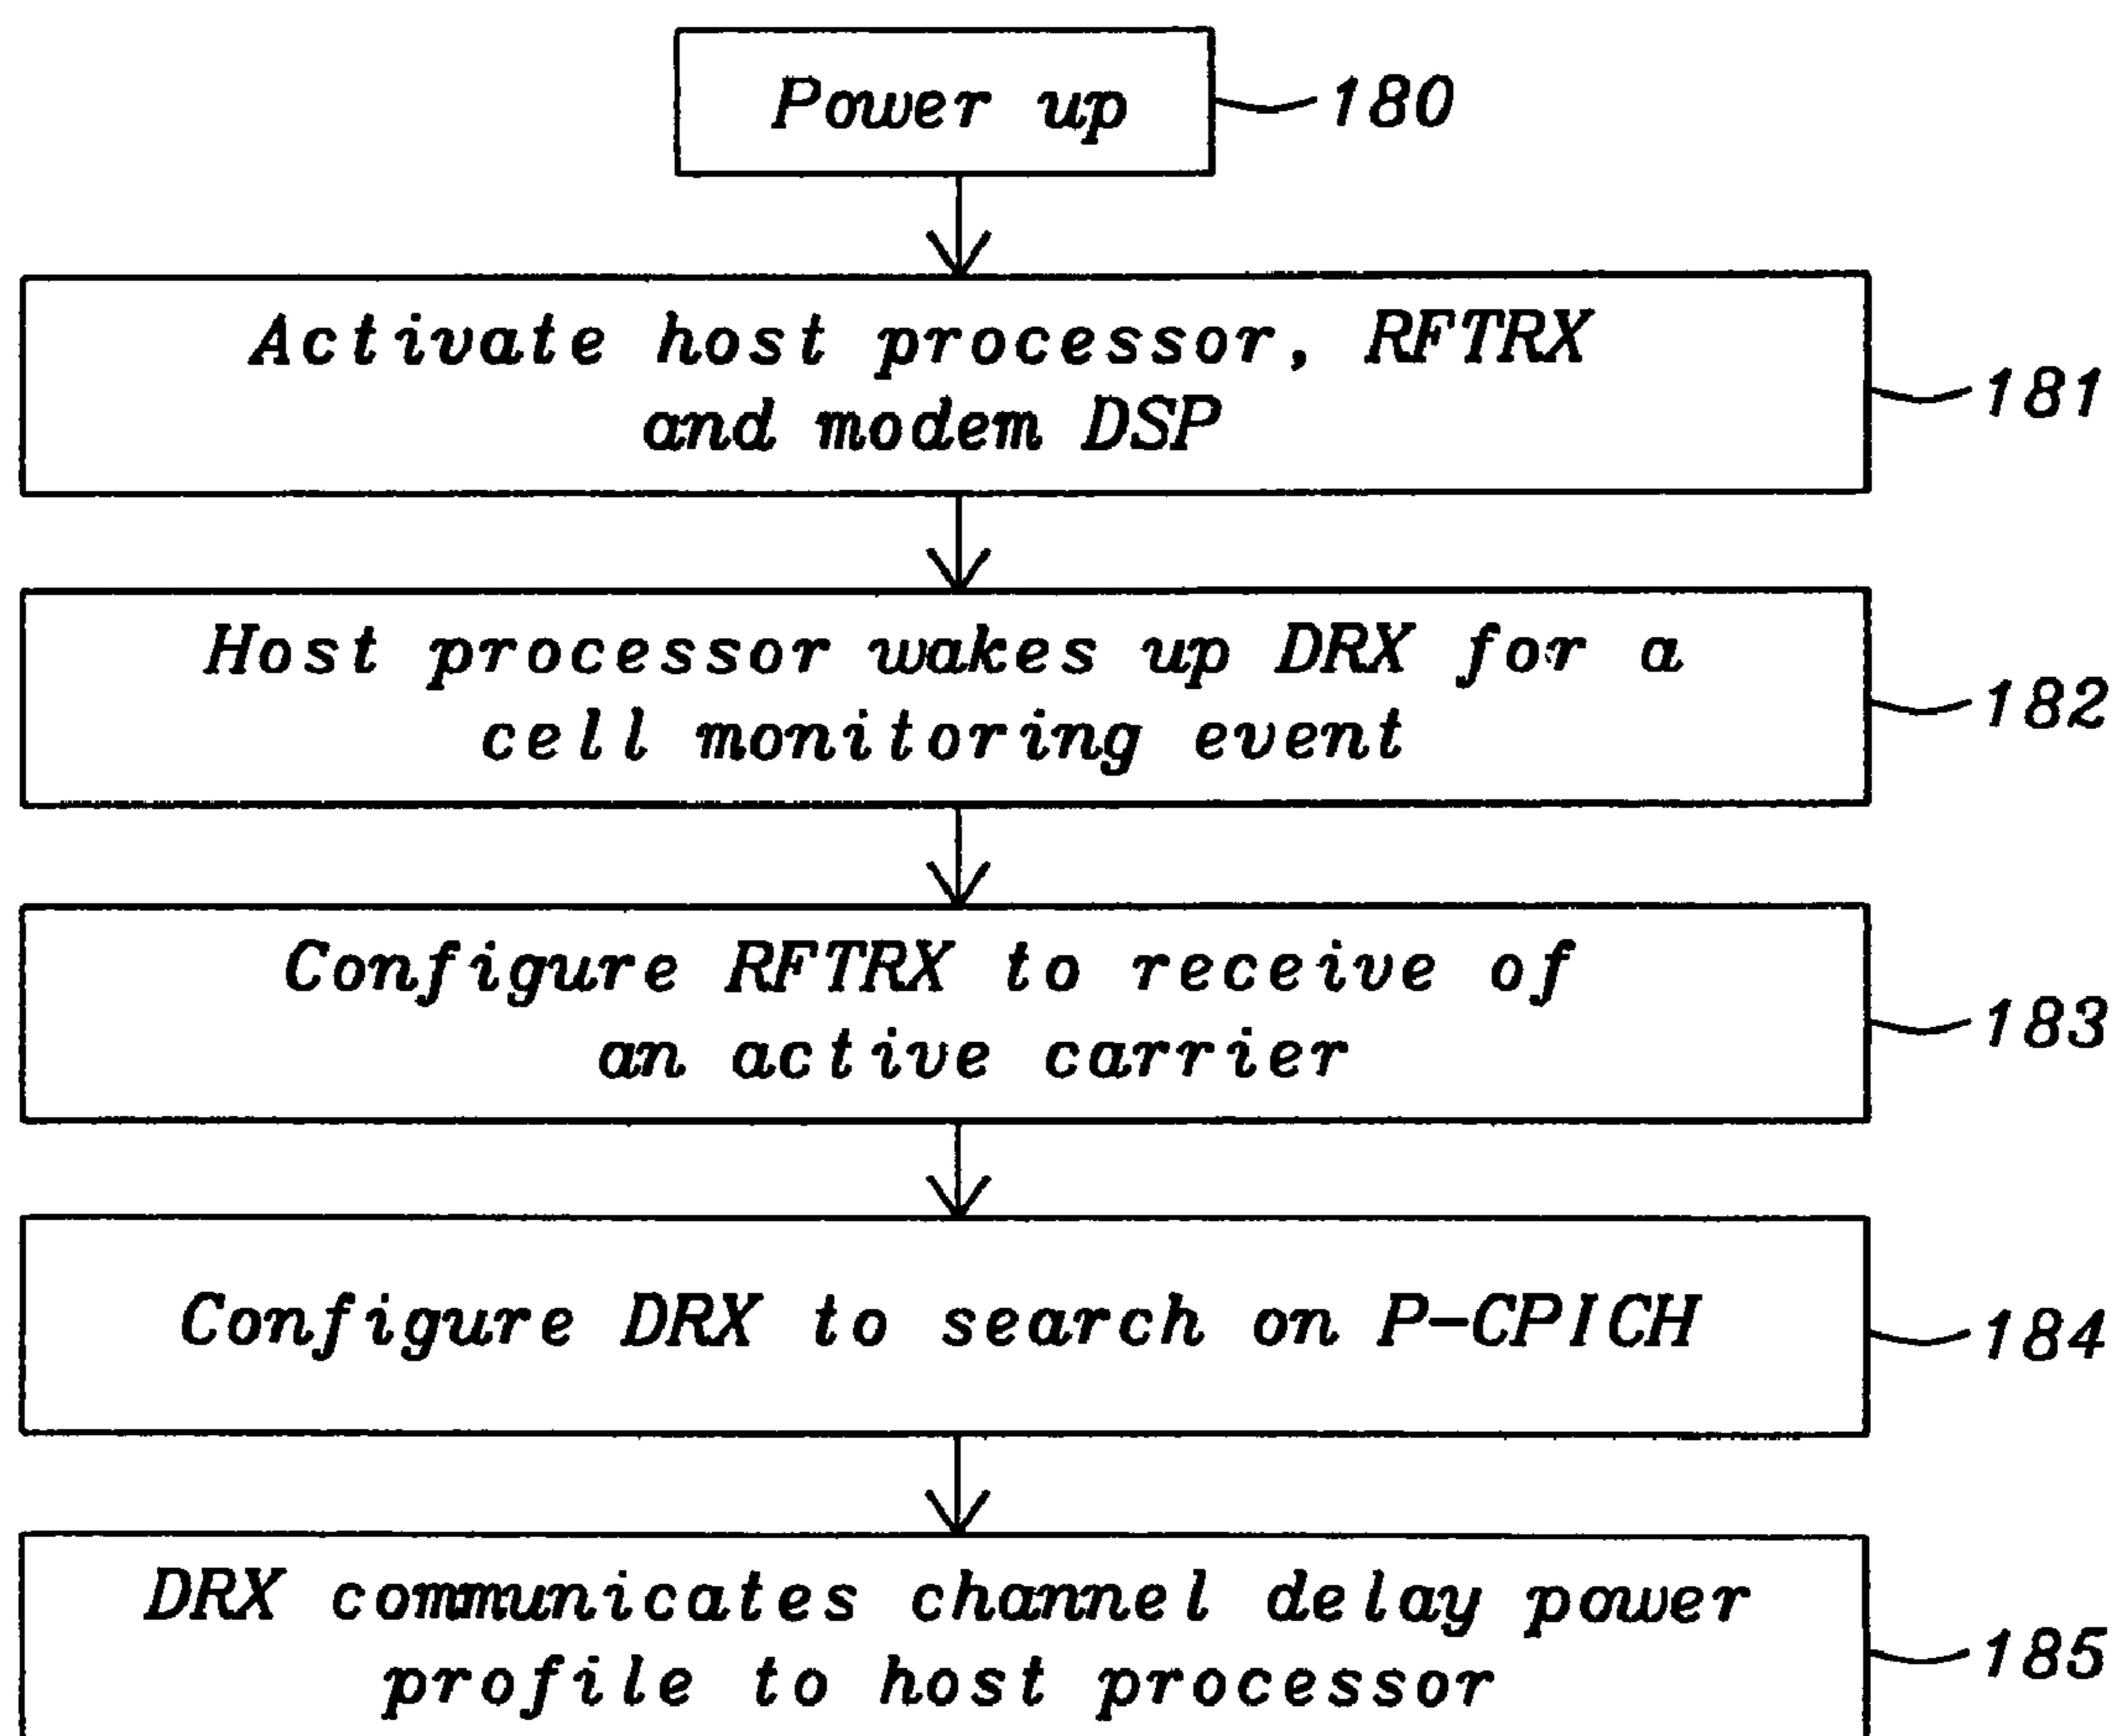 Power up
180
Activate host processor, RFTRX
and modem DSP
181
Host processor wakes up DRX for a
cell monitoring event
182
Configure RFTRX to receive of
an active carrier
183
Configure DRX to search on P-CPICH
184
DRX communicates channel delay power
profile to host processor
185